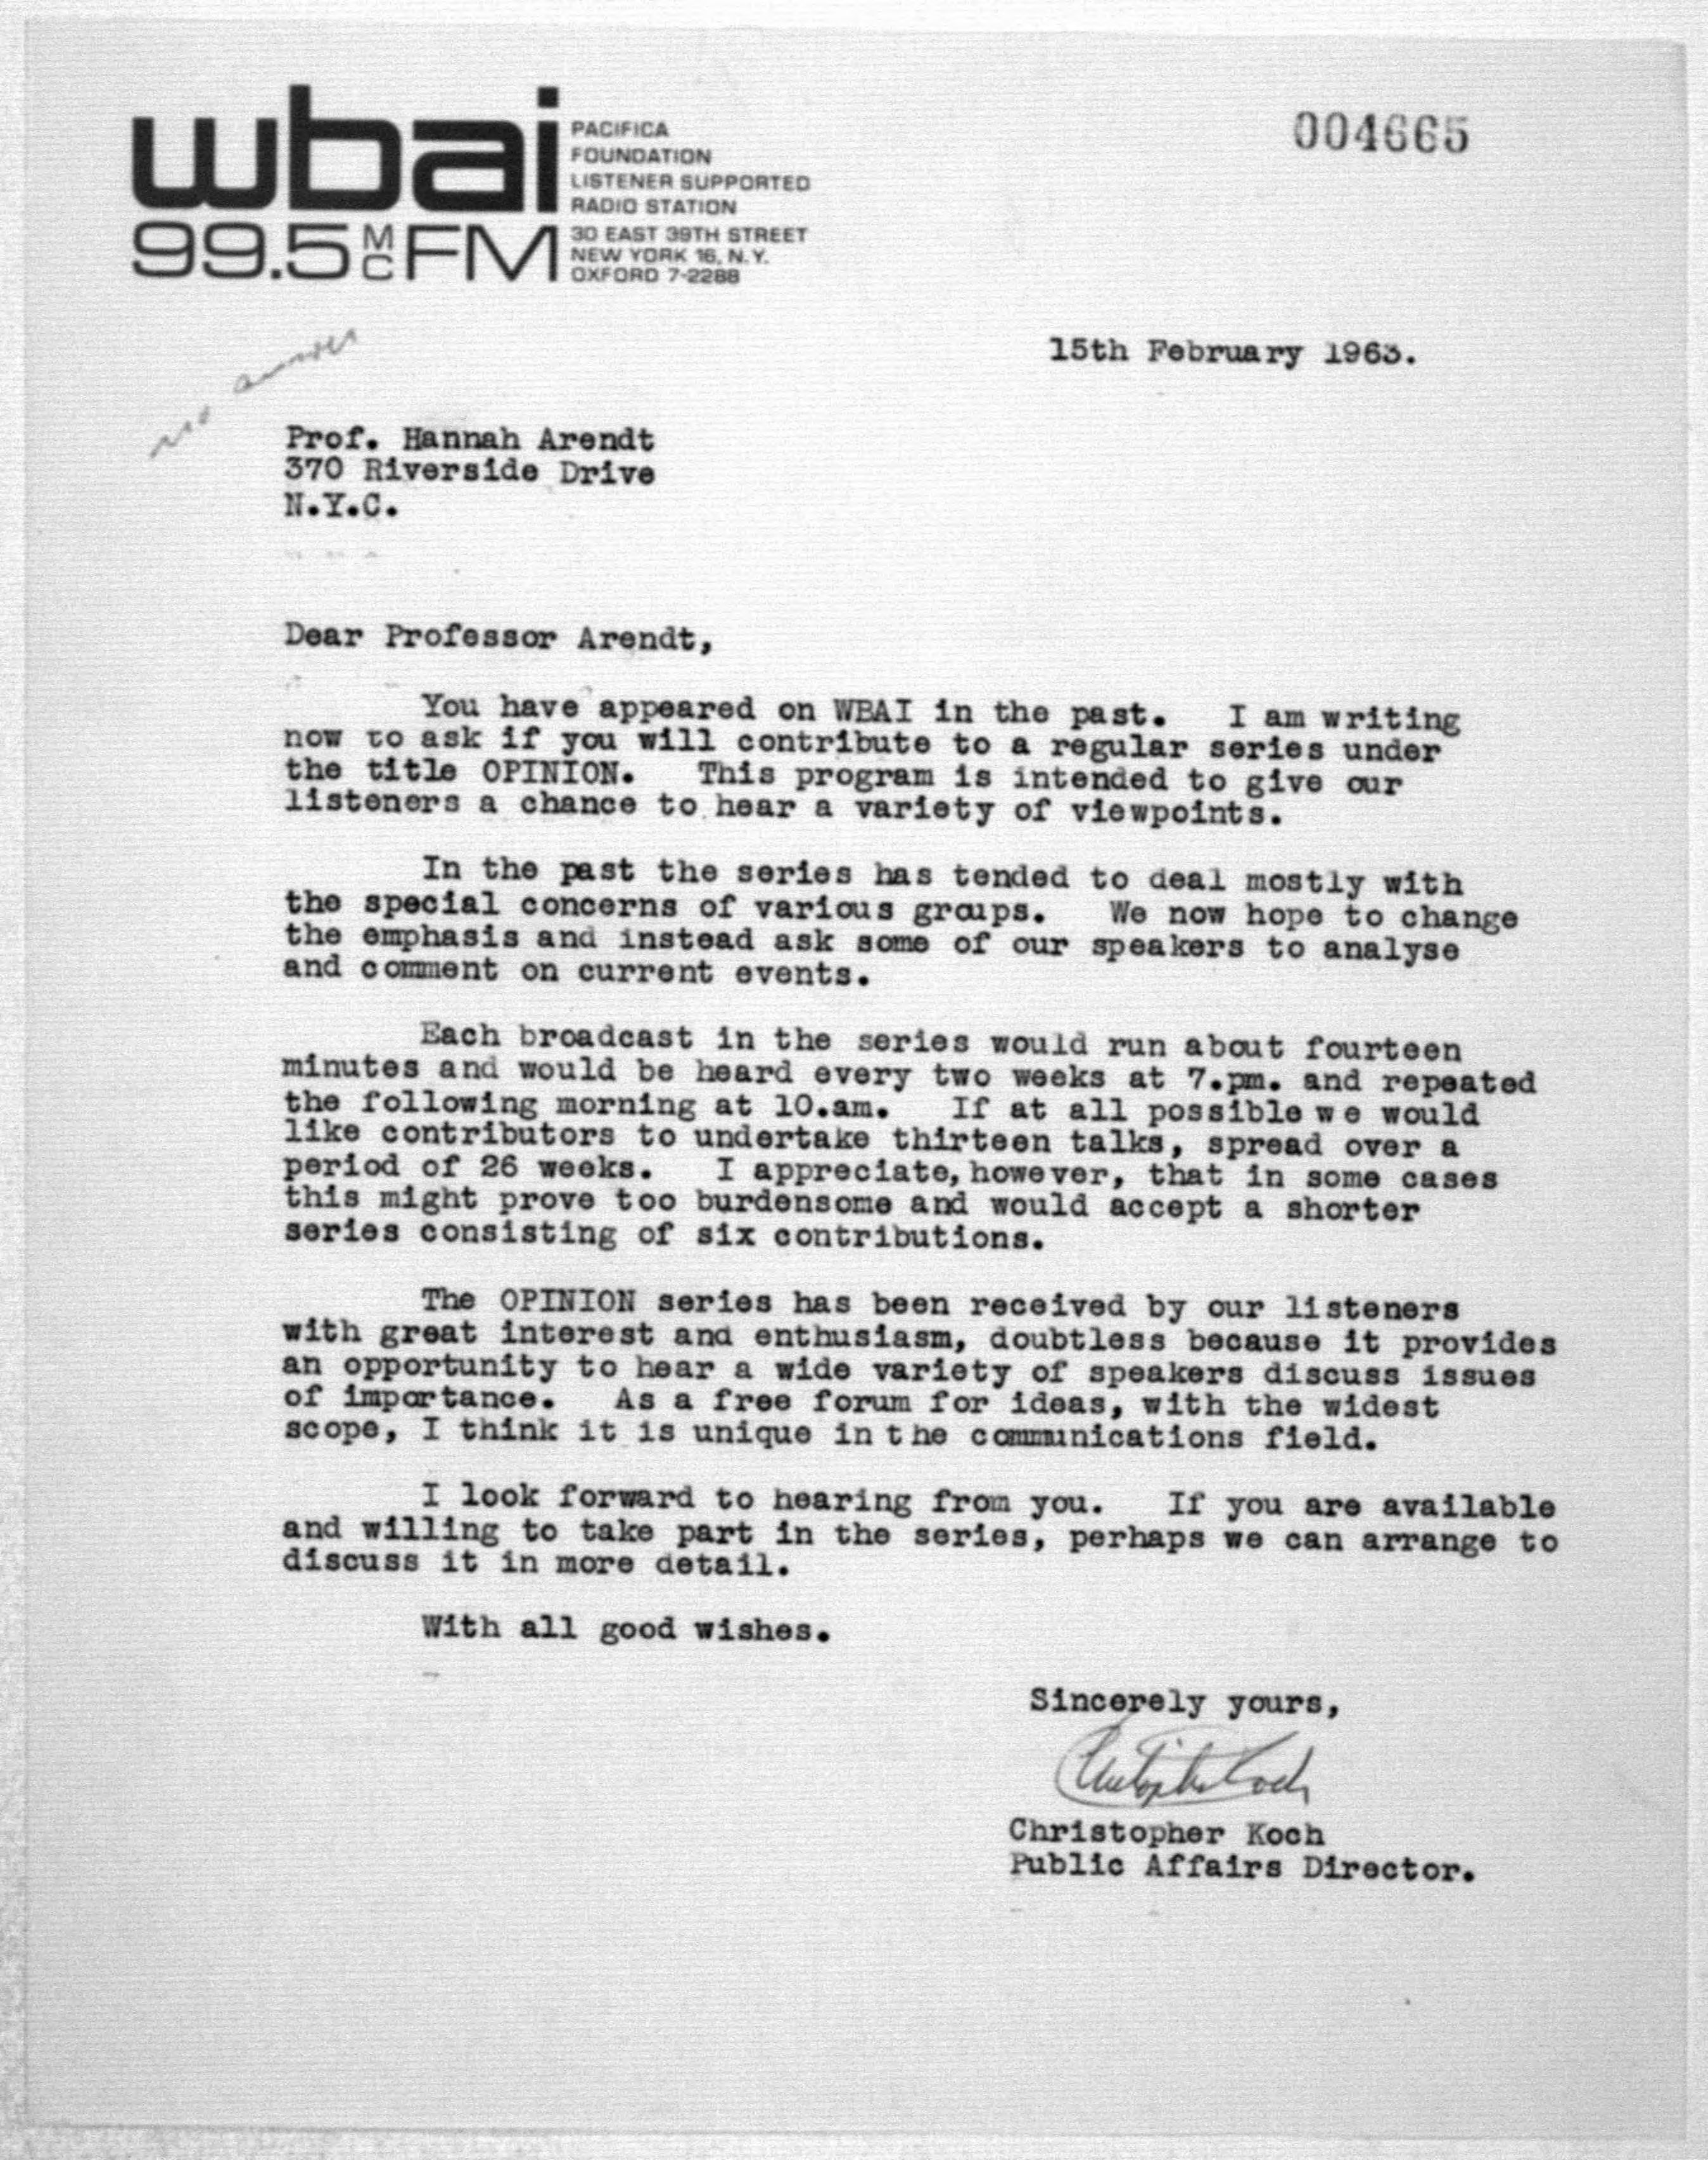 wbai
99.5 MC FM
PACIFICA
FOUNDATION
LISTENER SUPPORTED
RADIO STATION
30 EAST 39TH STREET
NEW YORK 16, N.Y.
OXFORD 7-2288
004665
no answer
15th February 1963.
Prof. Hannah Arendt
370 Riverside Drive
N.Y.C.
Dear Professor Arendt,
You have appeared on WBAI in the past. I am writing
now to ask if you will contribute to a regular series under
the title OPINION. This program is intended to give our
listeners a chance to hear a variety of viewpoints.
In the past the series has tended to deal mostly with
the special concerns of various groups. We now hope to change
the emphasis and instead ask some of our speakers to analyse
and comment on current events.
Each broadcast in the series would run about fourteen
minutes and would be heard every two weeks at 7.pm. and repeated
the following morning at 10.am. If at all possible we would
like contributors to undertake thirteen talks, spread over a
period of 26 weeks. I appreciate, however, that in some cases
this might prove too burdensome and would accept a shorter
series consisting of six contributions.
The OPINION series has been received by our listeners
with great interest and enthusiasm, doubtless because it provides
an opportunity to hear a wide variety of speakers discuss issues
of importance. As a free forum for ideas, with the widest
scope, I think it is unique in the communications field.
I look forward to hearing from you. If you are available
and willing to take part in the series, perhaps we can arrange to
discuss it in more detail.
With all good wishes.
Sincerely yours,
Christopher Koch
Christopher Koch
Public Affairs Director.